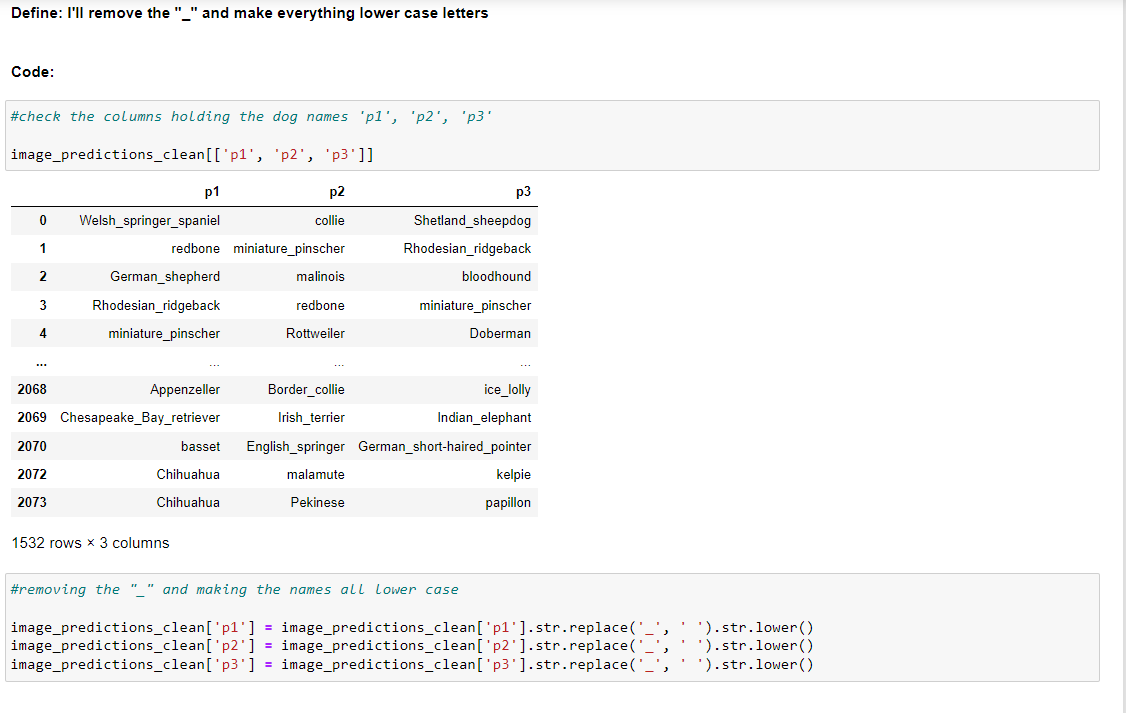 Define: I'll remove the "_" and make everything lower case letters
Code:
#check the columns holding the dog names 'p1', 'p2', 'p3'
image_predictions_clean[['p1', 'p2', 'p3']]
p1 p2 p3
0 Welsh_springer_spaniel collie Shetland_sheepdog
1 redbone miniature_pinscher Rhodesian_ridgeback
2 German_shepherd malinois bloodhound
3 Rhodesian_ridgeback redbone miniature_pinscher
4 miniature_pinscher Rottweiler Doberman
... ... ... ...
2068 Appenzeller Border_collie ice_lolly
2069 Chesapeake_Bay_retriever Irish_terrier Indian_elephant
2070 basset English_springer German_short-haired_pointer
2072 Chihuahua malamute kelpie
2073 Chihuahua Pekinese papillon
1532 rows × 3 columns
#removing the "_" and making the names all lower case
image_predictions_clean['p1'] = image_predictions_clean['p1'].str.replace('_', ' ').str.lower()
image_predictions_clean['p2'] = image_predictions_clean['p2'].str.replace('_', ' ').str.lower()
image_predictions_clean['p3'] = image_predictions_clean['p3'].str.replace('_', ' ').str.lower()